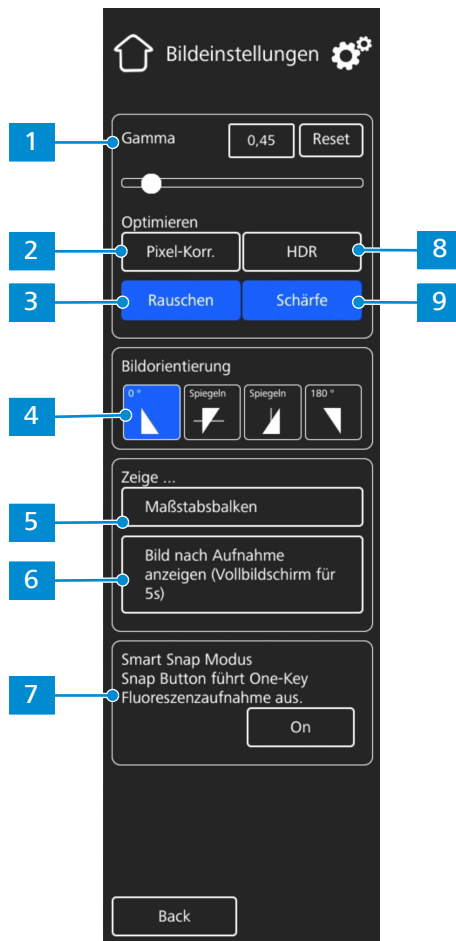 Bildeinstellungen
1
Gamma
0,45
Reset
Optimieren
2
Pixel-Korr.
HDR
8
3
Rauschen
Schärfe
9
Bildorientierung
4
0 °
Spiegeln
Spiegeln
180 °
Zeige ...
5
Maßstabsbalken
6
Bild nach Aufnahme
anzeigen (Vollbildschirm für
5s)
Smart Snap Modus
Snap Button führt One-Key
7
Fluoreszenzaufnahme aus.
On
Back